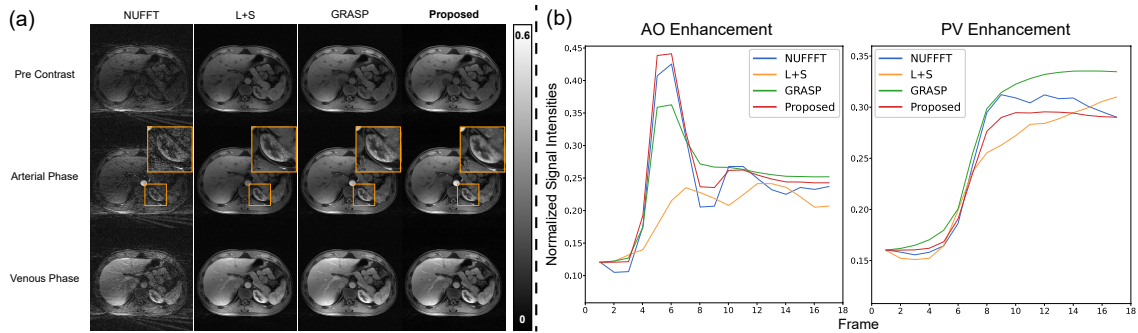 (a)
NUFFT
L+S
GRASP
Proposed
Pre Contrast
Arterial Phase
Venous Phase
0.6
0
(b)
AO Enhancement
PV Enhancement
Normalized Signal Intensities
0,45
0.40
0.35
0.30
0.25
0.20
0.15
0.10
NUFFFT
L+S
GRASP
Proposed
0 2 4 6 8 10 12 14 16 18
0.35
0.30
0.25
0.20
0.15
NUFFFT
L+S
GRASP
Proposed
0 2 4 6 8 10 12 14 16 18
Frame